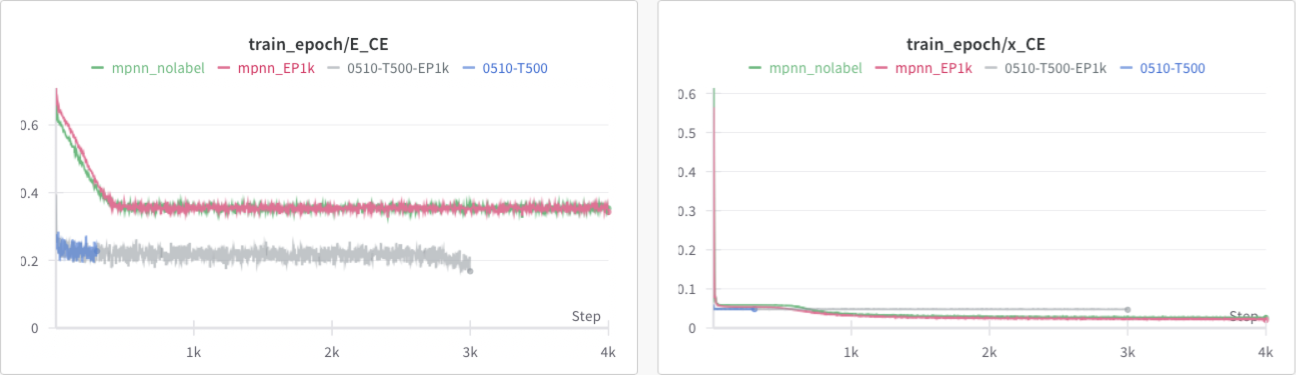 train_epoch/E_CE
mpnn_nolabel mpnn_EP1k 0510-T500-EP1k 0510-T500
0.6
0.4
0.2
0
Step
1k 2k 3k 4k
train_epoch/x_CE
mpnn_nolabel mpnn_EP1k 0510-T500-EP1k 0510-T500
0.6
0.5
0.4
0.3
0.2
0.1
0
Step
1k 2k 3k 4k